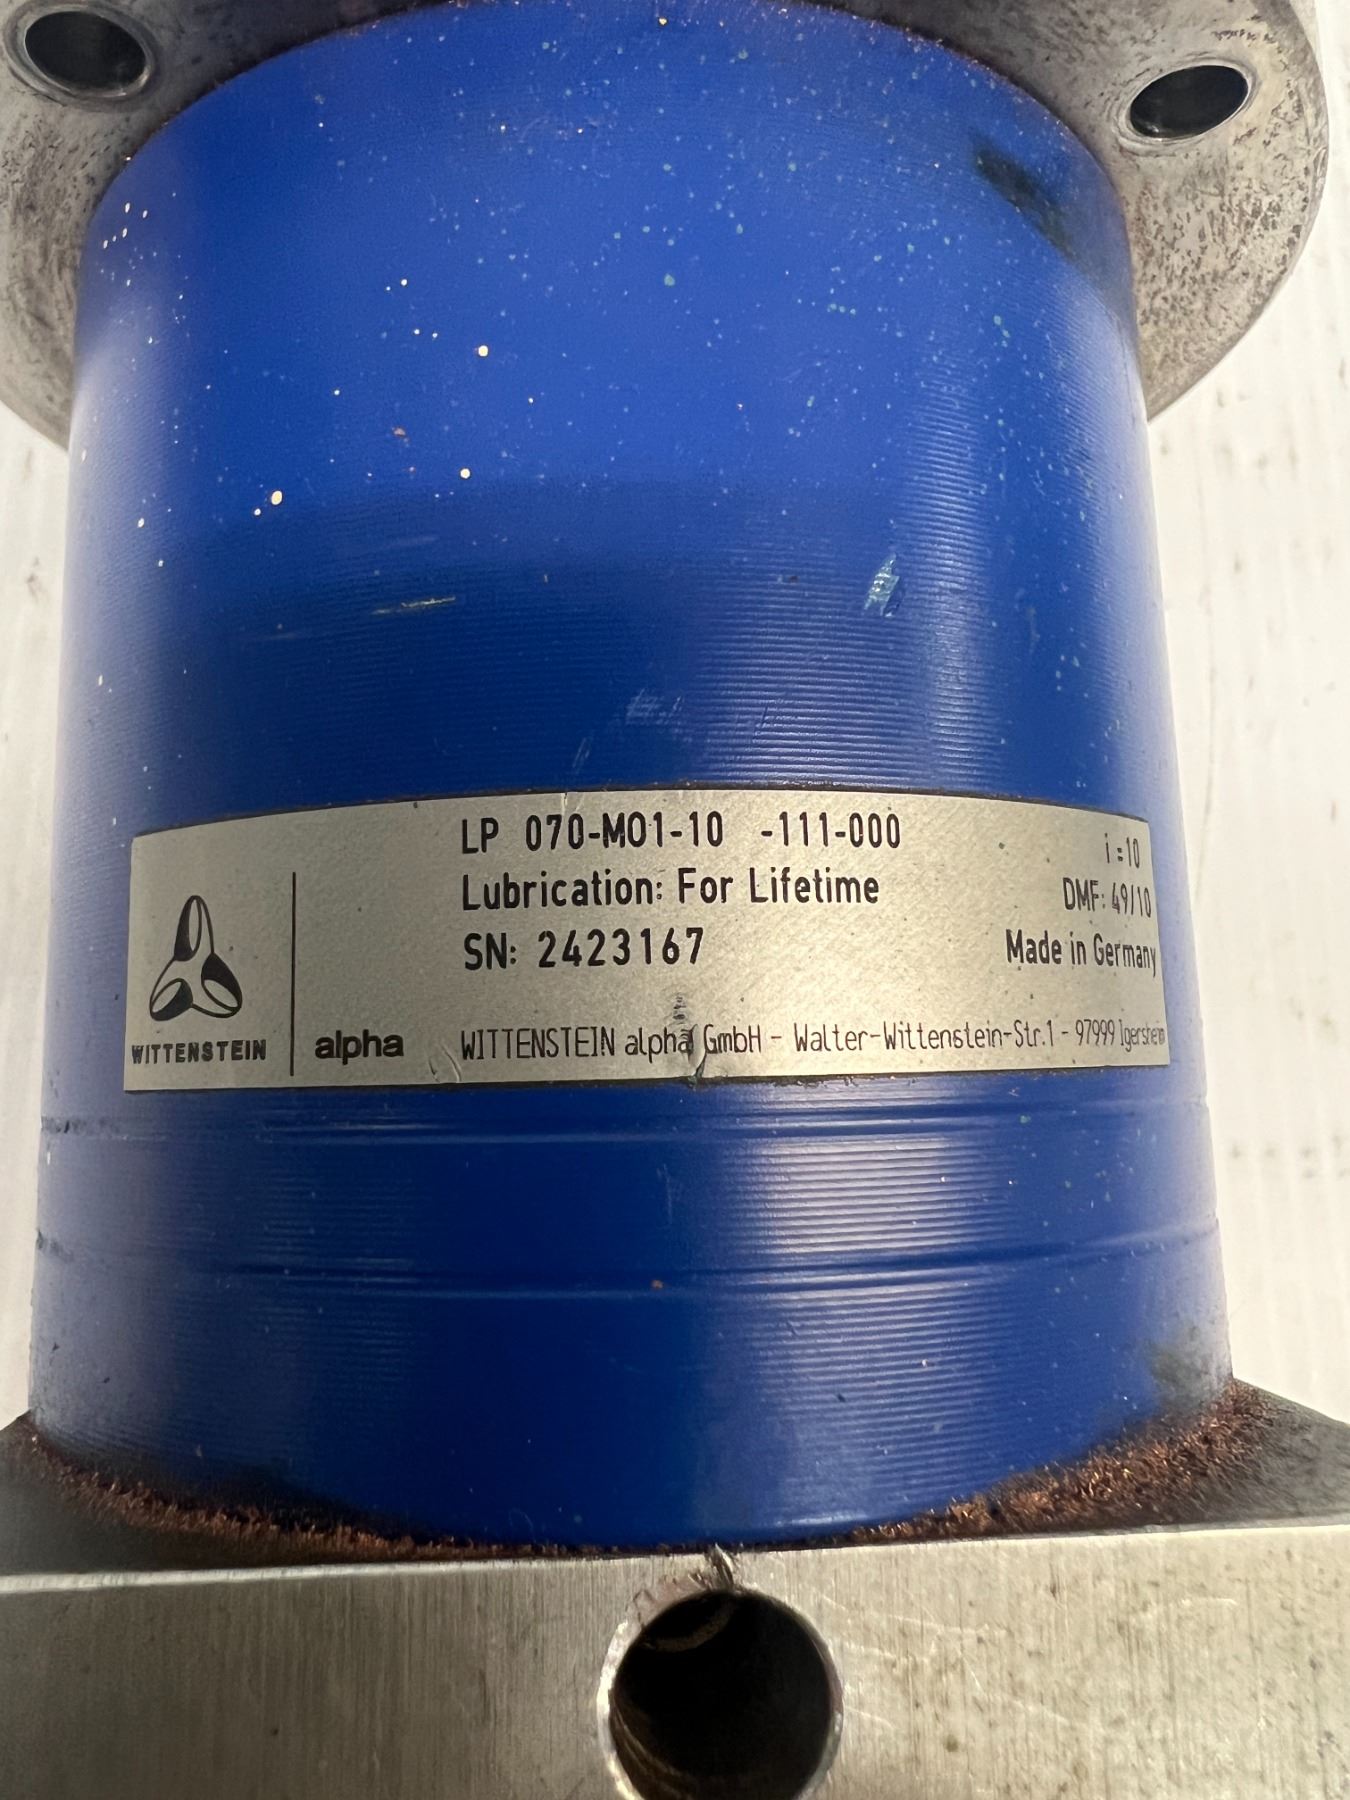 LP 070-MO1-10 -111-000 i=10
Lubrication: For Lifetime DMF: 49/10
SN: 2423167 Made in Germany
WITTENSTEIN alpha WITTENSTEIN alpha GmbH - Walter-Wittenstein-Str.1 - 97999 Igersheim